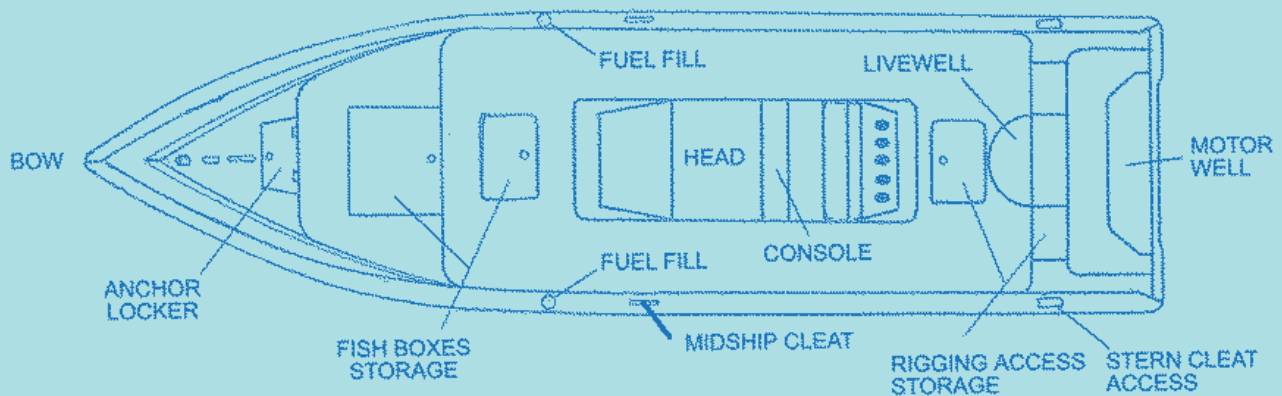 FUEL FILL
LIVEWELL
BOW
HEAD
MOTOR
WELL
CONSOLE
FUEL FILL
ANCHOR
LOCKER
FISH BOXES
STORAGE
MIDSHIP CLEAT
RIGGING ACCESS
STORAGE
STERN CLEAT
ACCESS